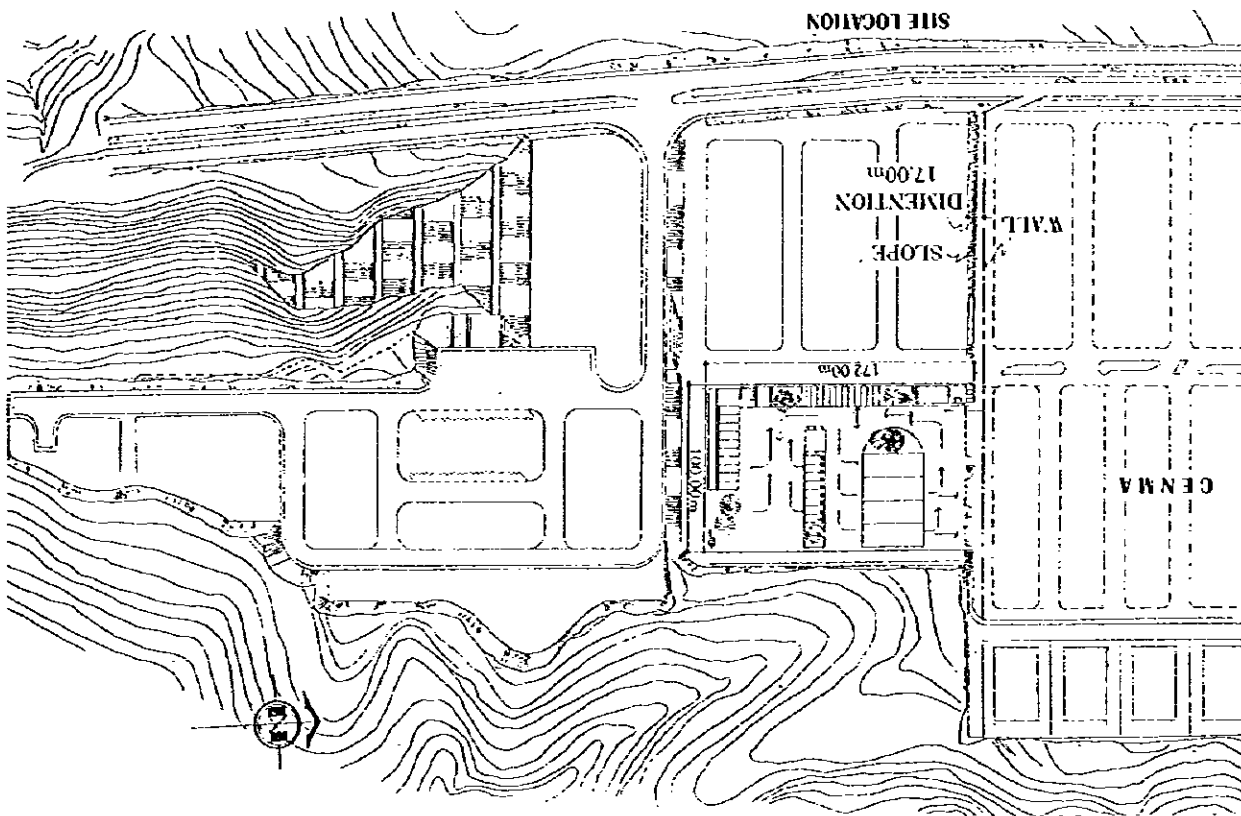 CENMA
100.00m
172.00m
WALL
SLOPE
DIMENTION
17.00m
SITE LOCATION